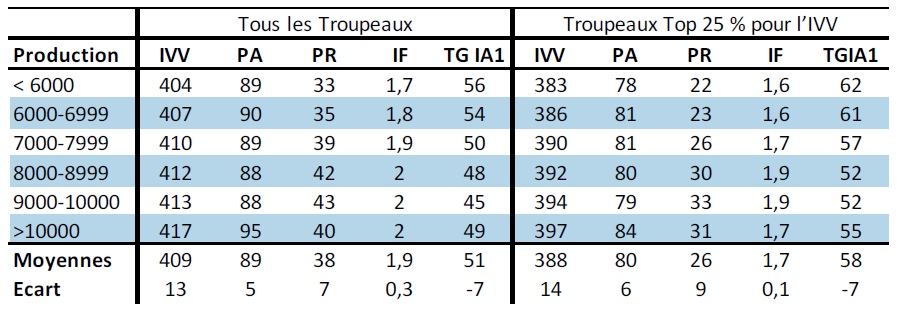 Tous les Troupeaux Troupeaux Top 25 % pour l’IVV
Production IVV PA PR IF TG IA1 IVV PA PR IF TGIA1
< 6000 404 89 33 1,7 56 383 78 22 1,6 62
6000-6999 407 90 35 1,8 54 386 81 23 1,6 61
7000-7999 410 89 39 1,9 50 390 81 26 1,7 57
8000-8999 412 88 42 2 48 392 80 30 1,9 52
9000-10000 413 88 43 2 45 394 79 33 1,9 52
>10000 417 95 40 2 49 397 84 31 1,7 55
Moyennes 409 89 38 1,9 51 388 80 26 1,7 58
Ecart 13 5 7 0,3 -7 14 6 9 0,1 -7